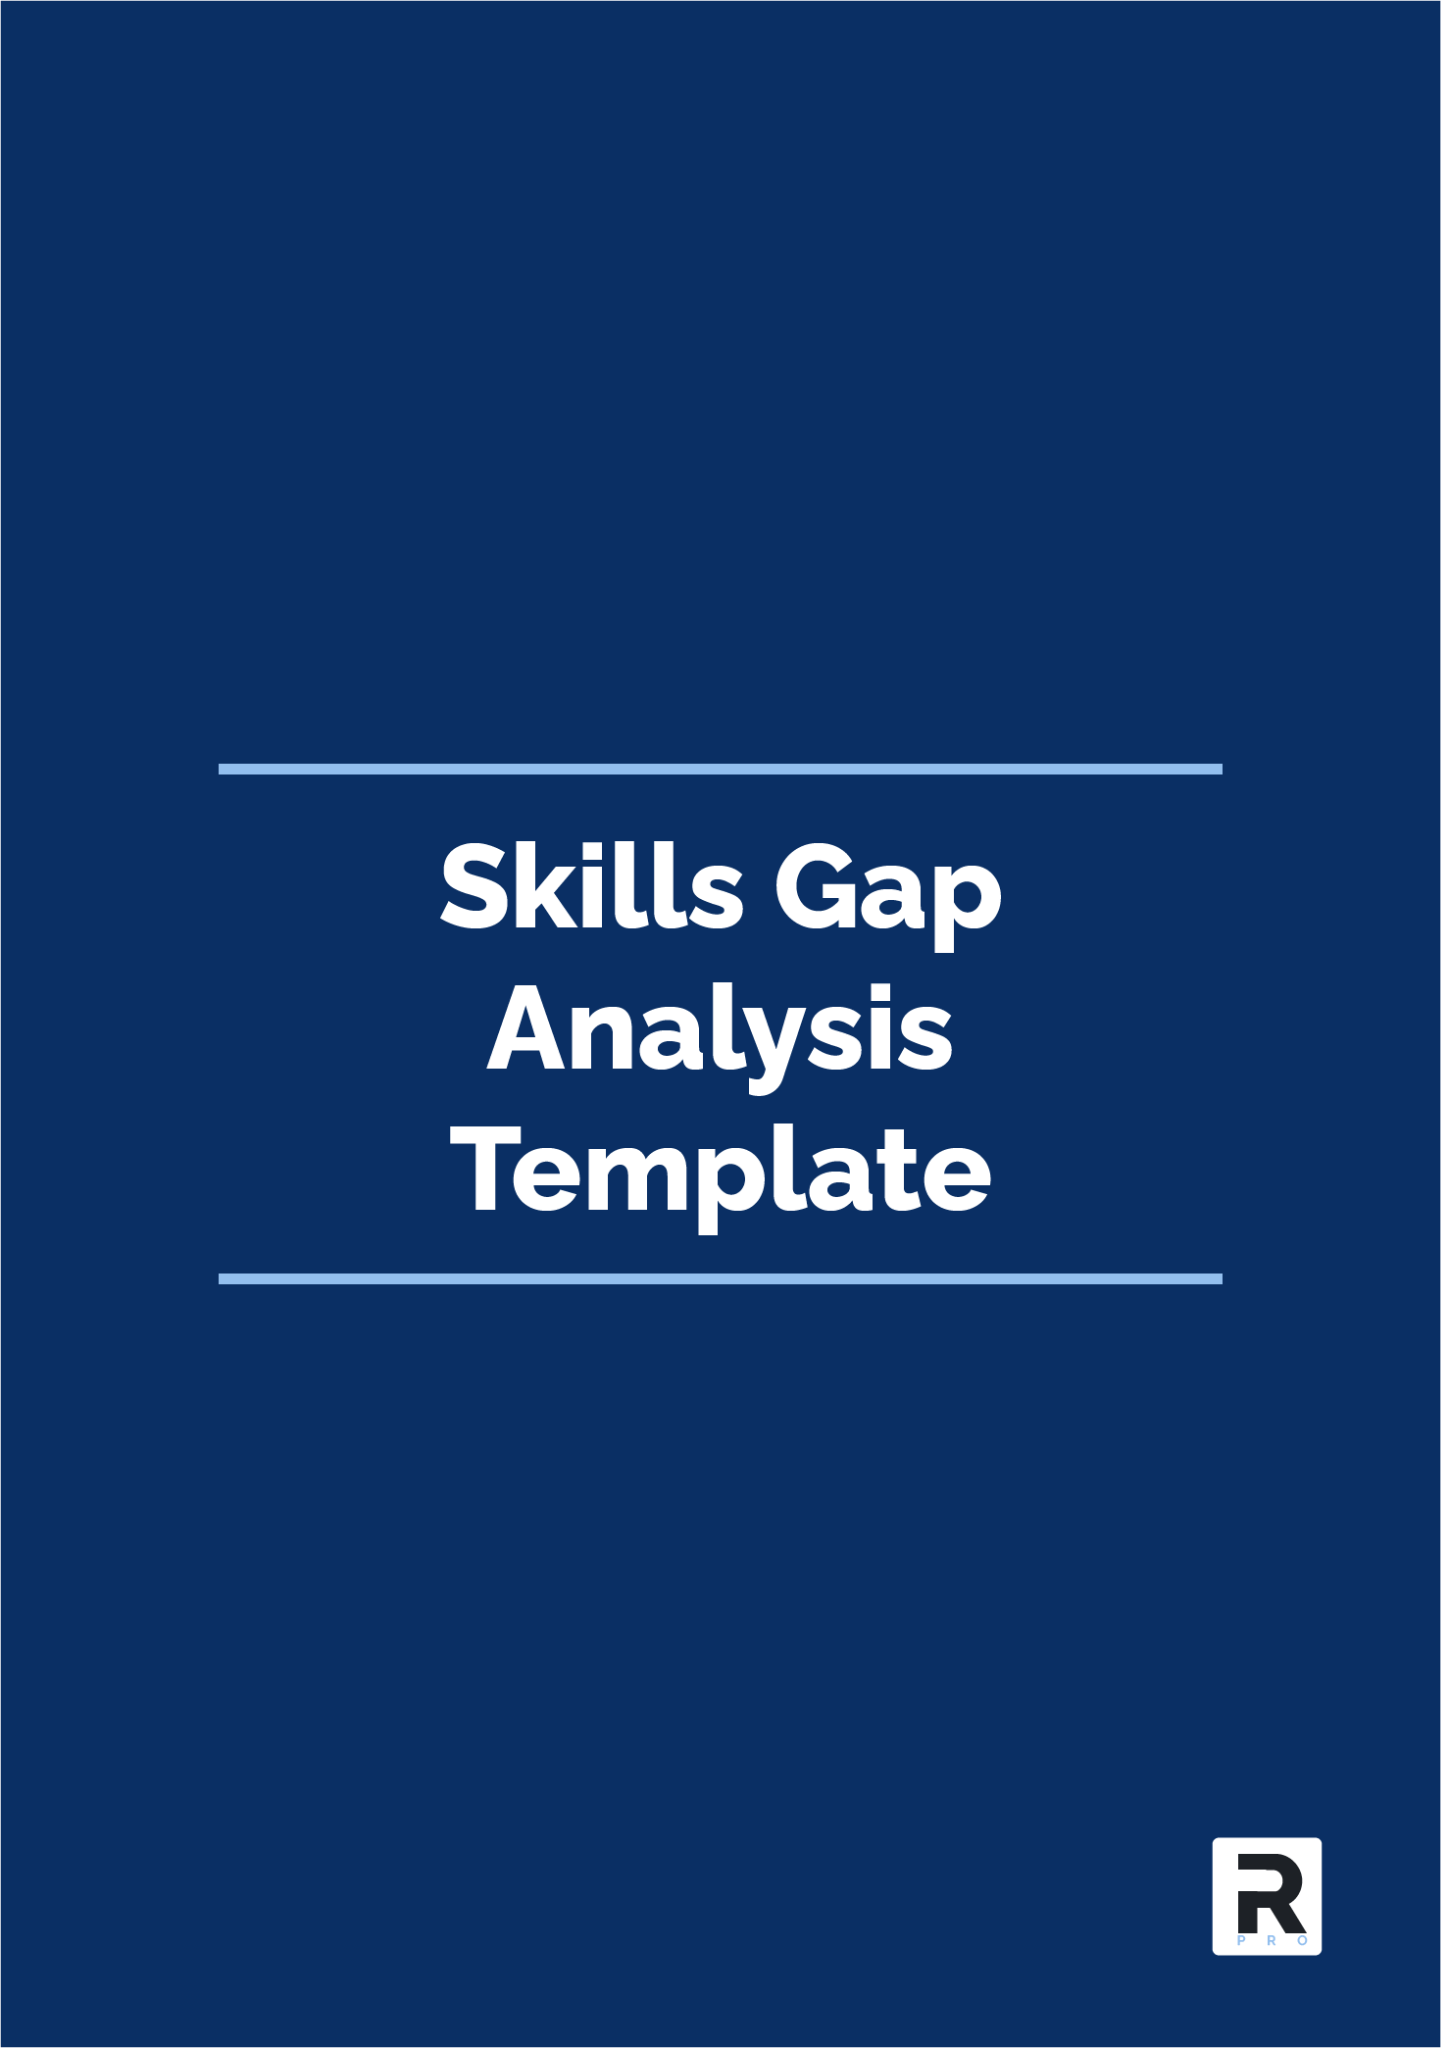 Skills Gap
Analysis
Template
R
PRO